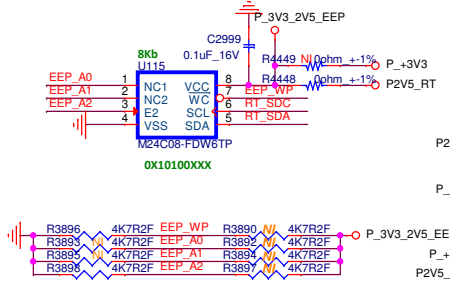 P_3V3_2V5_EEP
C2999
8Kb
U115
0.1uF_16V
R4449 NI 0ohm_+-1% P_+3V3
R4448 0ohm_+-1% P2V5_RT
EEP_A0 1 NC1 VCC 8
EEP_A1 2 NC2 WC 7 EEP_WP
EEP_A2 3 E2 SCL 6 RT_SDC
4 VSS SDA 5 RT_SDA
M24C08-FDW6TP
P2
0X10100XXX
P_
R3896 4K7R2F EEP_WP R3890 NI 4K7R2F P_3V3_2V5_EE
R3893 NI 4K7R2F EEP_A0 R3892 NI 4K7R2F
R3895 NI 4K7R2F EEP_A1 R3894 NI 4K7R2F P_+
R3898 4K7R2F EEP_A2 R3897 NI 4K7R2F P2V5_